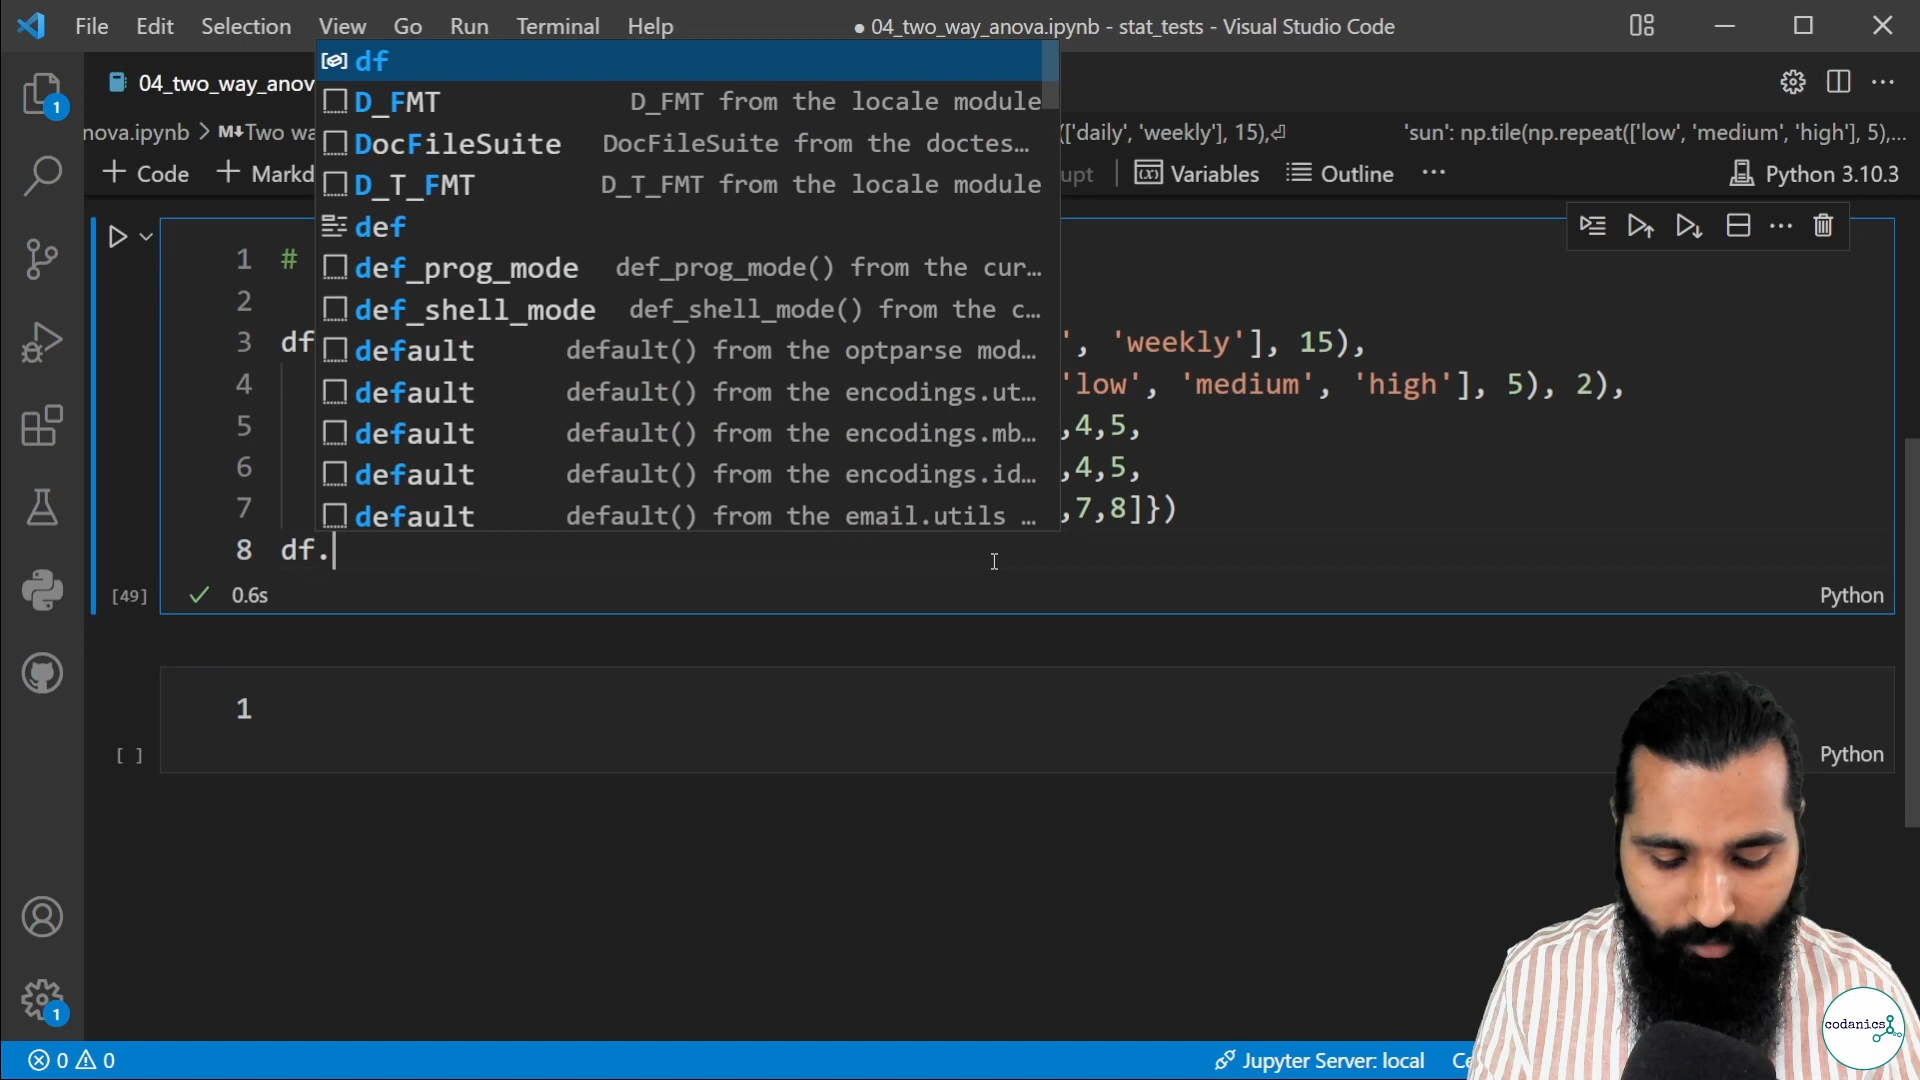 File Edit Selection View Go Run Terminal Help
● 04_two_way_anova.ipynb - stat_tests - Visual Studio Code
04_two_way_anov
nova.ipynb > M↓Two wa
(['daily', 'weekly'], 15),⏎ 'sun': np.tile(np.repeat(['low', 'medium', 'high'], 5),...
+ Code + Markd
upt | Variables Outline ... Python 3.10.3
df
D_FMT D_FMT from the locale module
DocFileSuite DocFileSuite from the doctes…
D_T_FMT D_T_FMT from the locale module
def
def_prog_mode def_prog_mode() from the cur…
def_shell_mode def_shell_mode() from the c…
default default() from the optparse mod…
default default() from the encodings.ut…
default default() from the encodings.mb…
default default() from the encodings.id…
default default() from the email.utils …
1 #
2
3 df ', 'weekly'], 15),
4 'low', 'medium', 'high'], 5), 2),
5 ,4,5,
6 ,4,5,
7 ,7,8]})
8 df.
[49] ✓ 0.6s Python
1
[ ] Python
1
1
codanics
0 0
Jupyter Server: local Ce